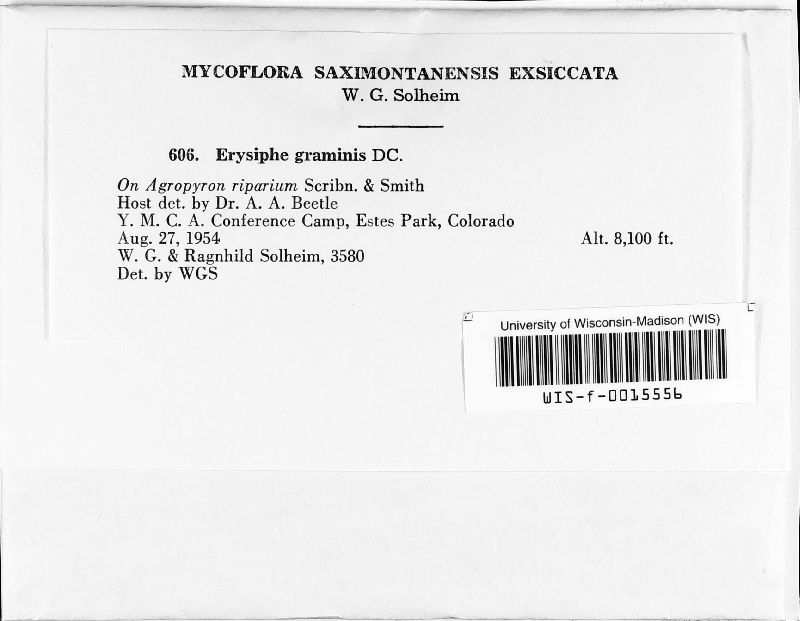 MYCOFLORA SAXIMONTANENSIS EXSICCATA
W. G. Solheim
606. Erysiphe graminis DC.
On Agropyron riparium Scribn. & Smith
Host det. by Dr. A. A. Beetle
Y. M. C. A. Conference Camp, Estes Park, Colorado
Aug. 27, 1954 Alt. 8,100 ft.
W. G. & Ragnhild Solheim, 3580
Det. by WGS
University of Wisconsin-Madison (WIS)
WIS-f-0015556